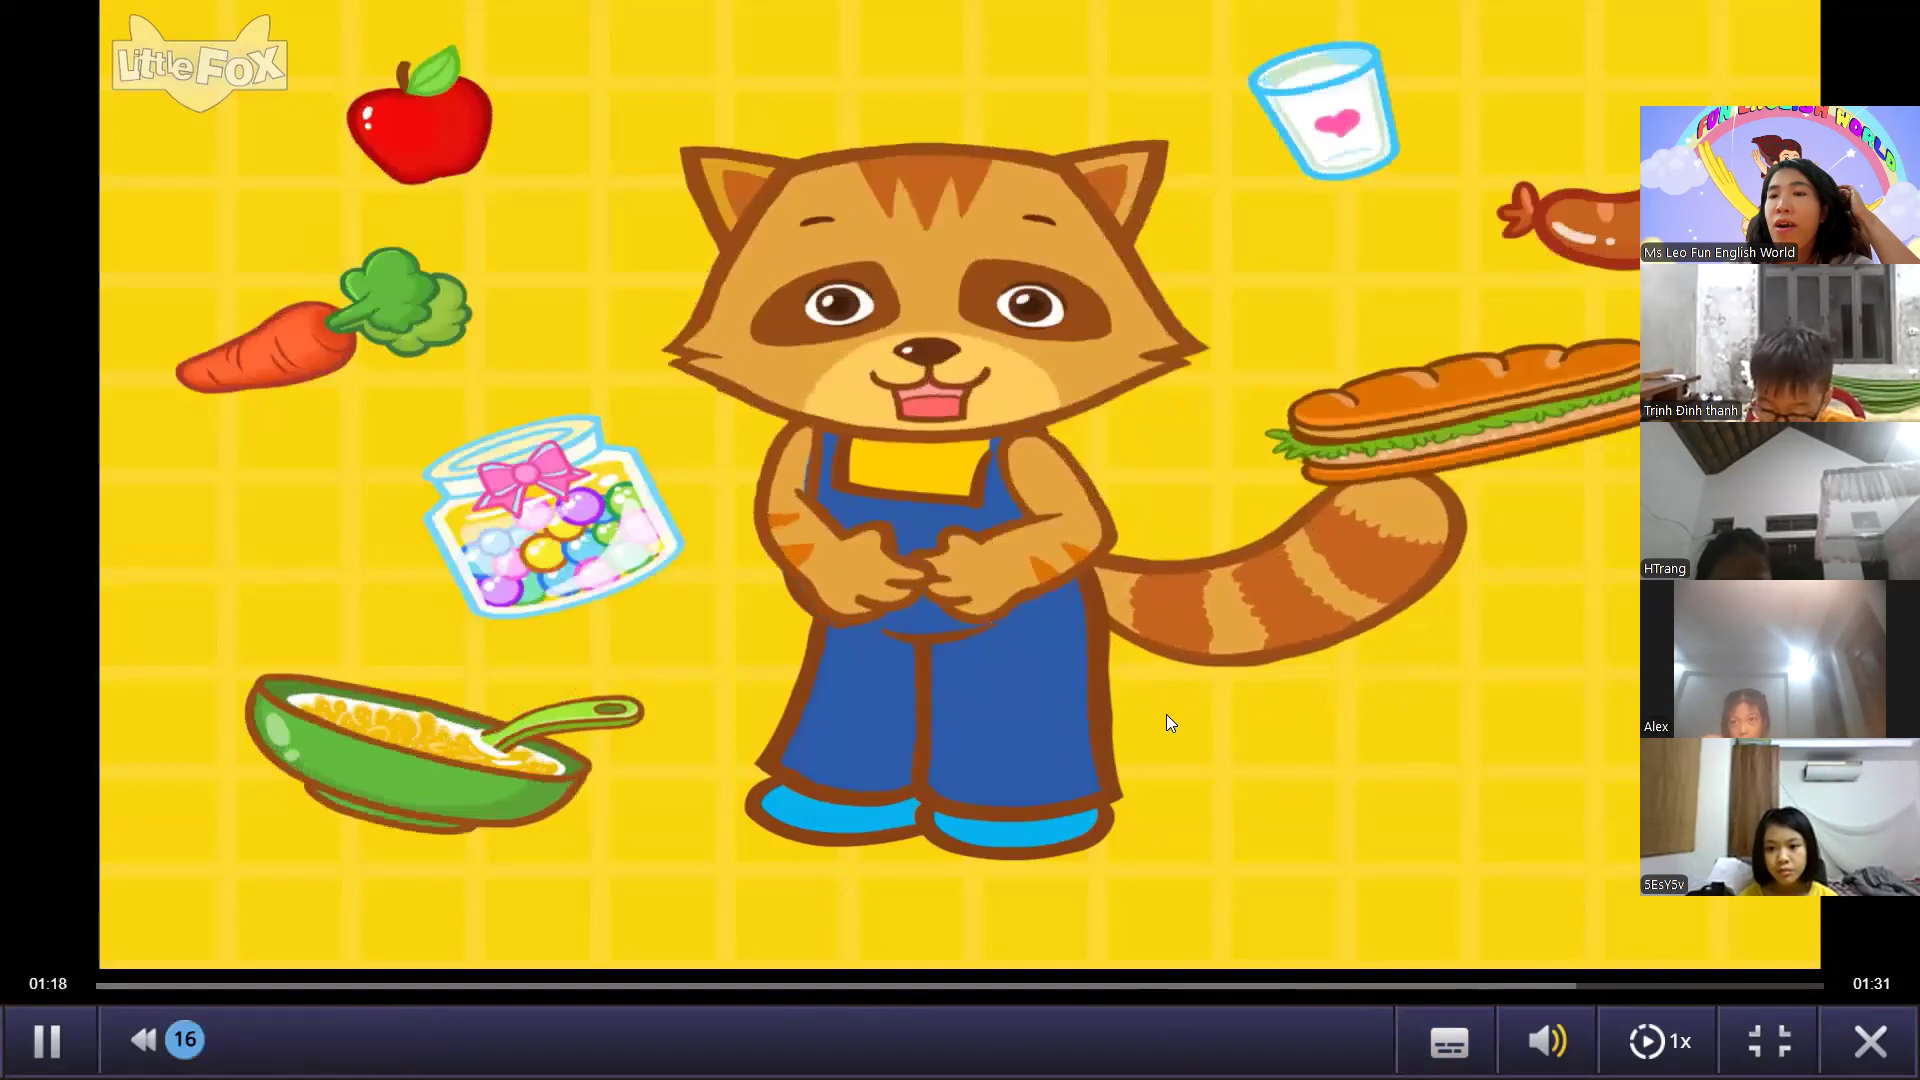 Little Fox
FUN ENGLISH WORLD
Ms Leo Fun English World
Trịnh Đình thanh
HTrang
Alex
5EsY5v
01:18
01:31
16
1x